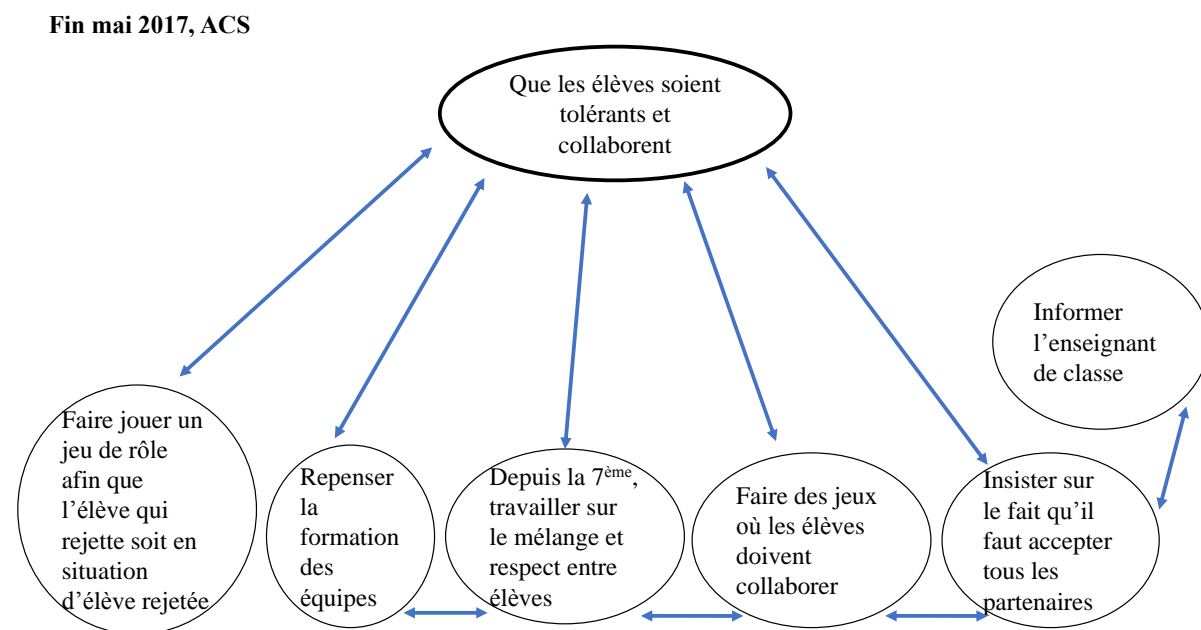 Fin mai 2017, ACS
Que les élèves soient
tolérants et
collaborent
Informer
l'enseignant
de classe
Faire jouer un
jeu de rôle
afin que
l'élève qui
rejette soit en
situation
d'élève rejetée
Repenser
la
formation
des
équipes
Depuis la 7ème,
travailler sur
le mélange et
respect entre
élèves
Faire des jeux
où les élèves
doivent
collaborer
Insister sur
le fait qu'il
faut accepter
tous les
partenaires